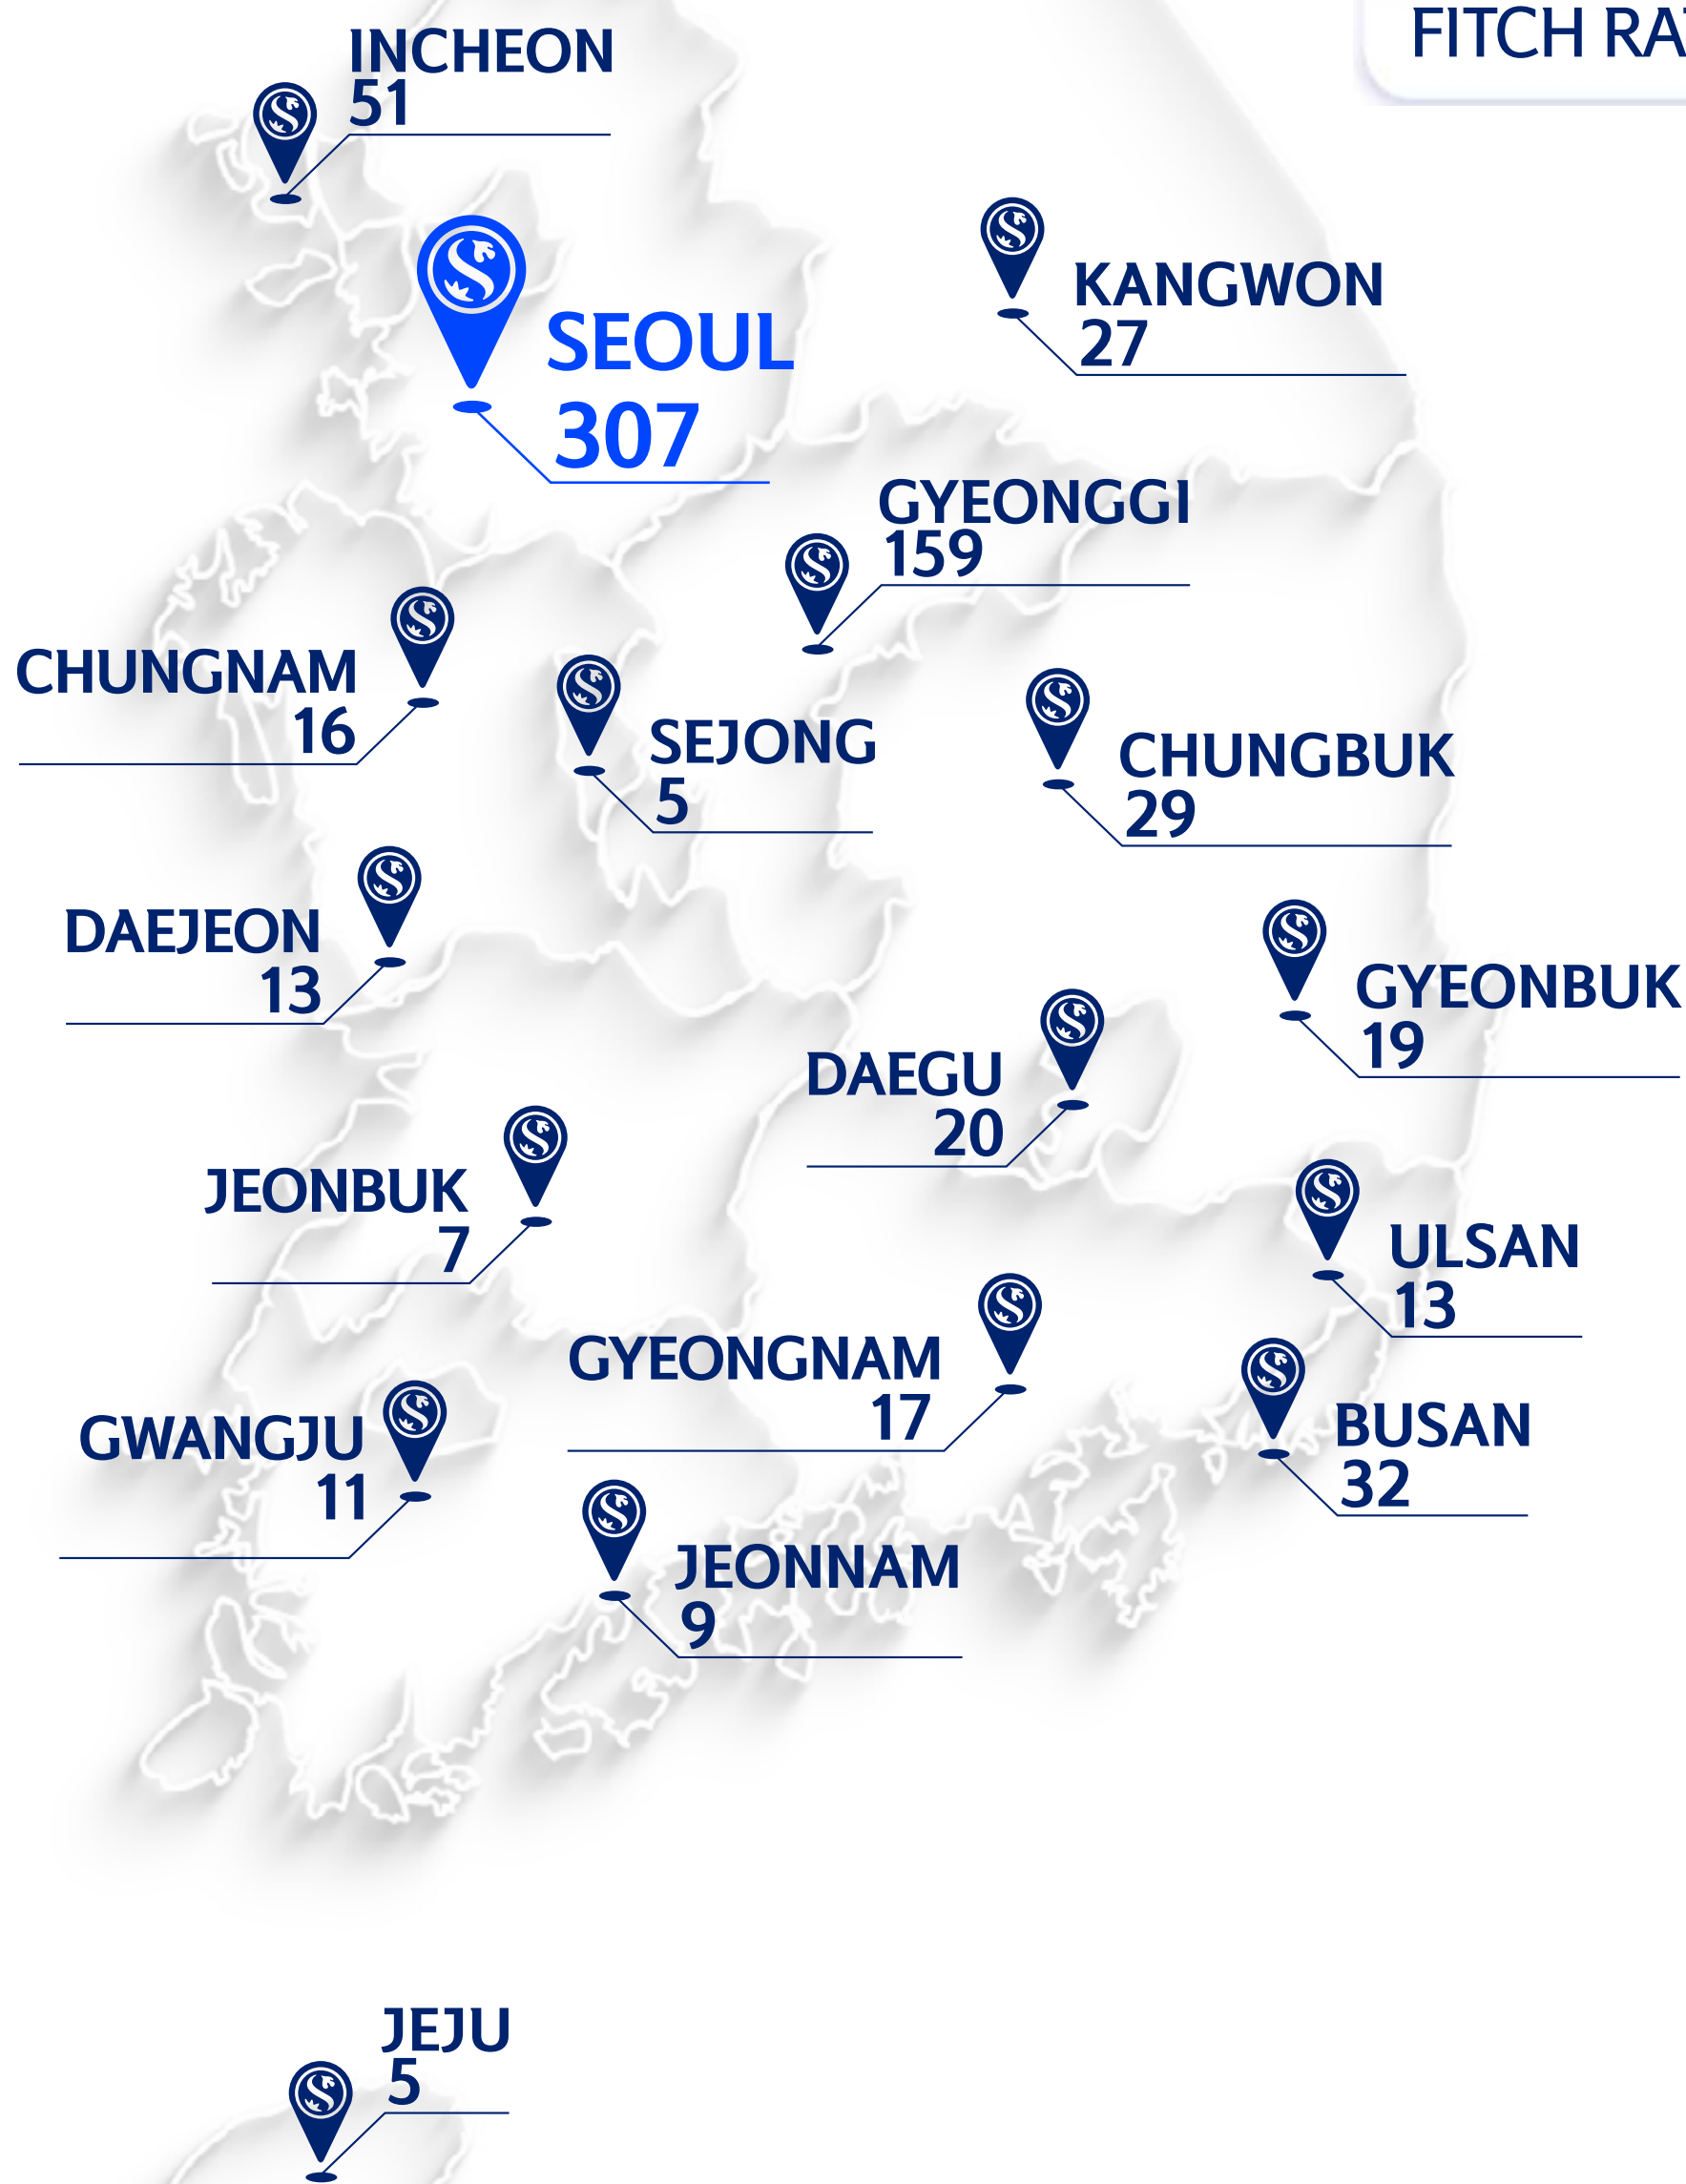 FITCH RA
INCHEON
51
KANGWON
27
SEOUL
307
GYEONGGI
159
CHUNGNAM
16
SEJONG
5
CHUNGBUK
29
DAEJEON
13
GYEONBUK
19
DAEGU
20
JEONBUK
7
ULSAN
13
GYEONGNAM
17
BUSAN
32
GWANGJU
11
JEONNAM
9
JEJU
5